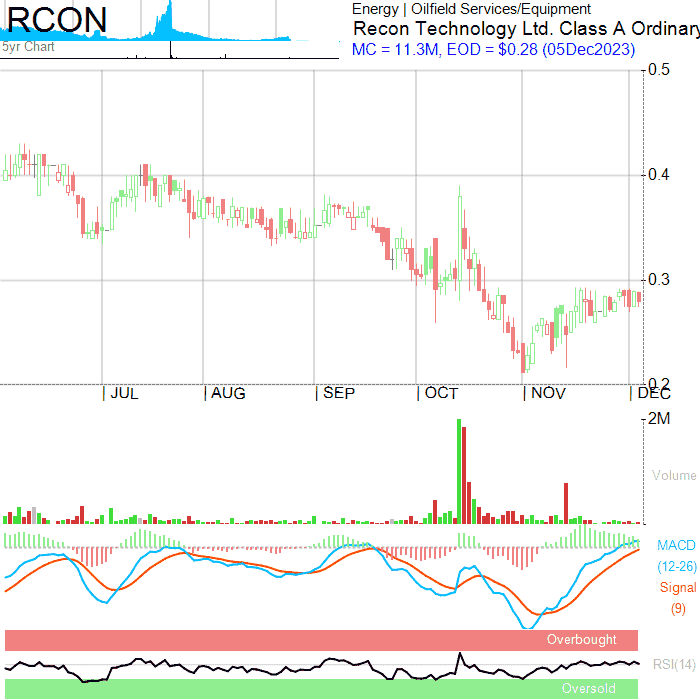 RCON
5yr Chart
Energy | Oilfield Services/Equipment
Recon Technology Ltd. Class A Ordinary
MC = 11.3M, EOD = $0.28 (05Dec2023)
0.5
0.4
0.3
0.2
| JUL | AUG | SEP | OCT | NOV | DEC
2M
Volume
MACD
(12-26)
Signal
(9)
Overbought
RSI(14)
Oversold